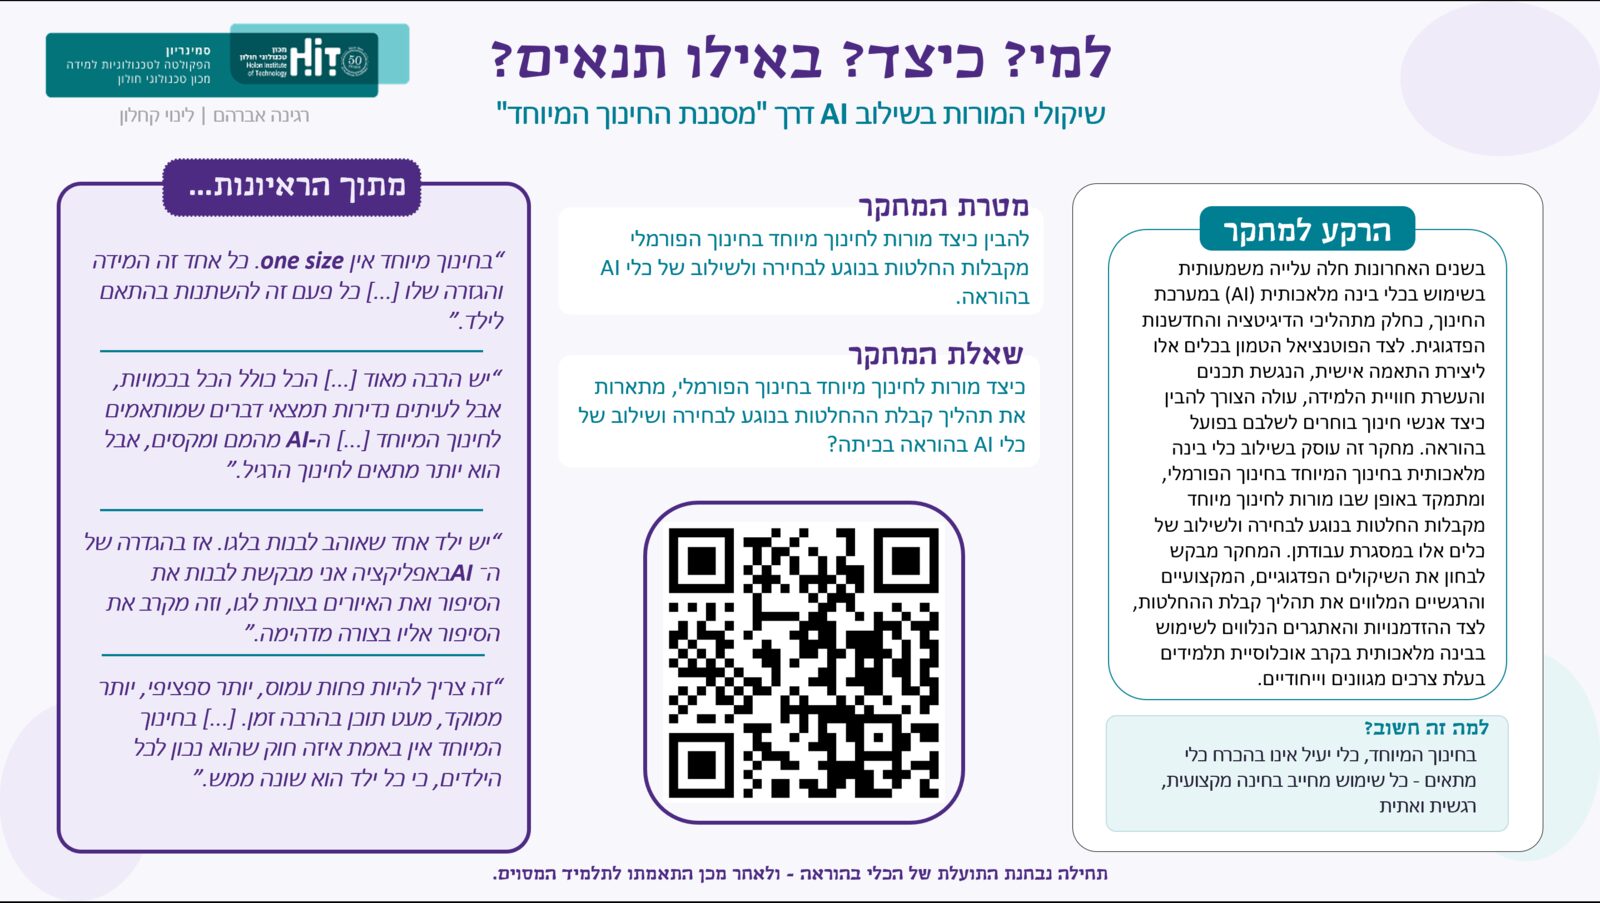 למי? כיצד? באילו תנאים?
שיקולי המורות בשילוב AI דרך "מסננת החינוך המיוחד"
סמינריון
הפקולטה לטכנולוגיות למידה
מכון טכנולוגי חולון
מכון
טכנולוגי חולון
Holon Institute
of Technology
HiT
50
רגינה אברהם | לינוי קחלון
הרקע למחקר
בשנים האחרונות חלה עלייה משמעותית
בשימוש בכלי בינה מלאכותית (AI) במערכת
החינוך, כחלק מתהליכי הדיגיטציה והחדשנות
הפדגוגית. לצד הפוטנציאל הטמון בכלים אלו
ליצירת התאמה אישית, הנגשת תכנים
והעשרת חוויית הלמידה, עולה הצורך להבין
כיצד אנשי חינוך בוחרים לשלבם בפועל
בהוראה. מחקר זה עוסק בשילוב כלי בינה
מלאכותית בחינוך המיוחד בחינוך הפורמלי,
ומתמקד באופן שבו מורות לחינוך מיוחד
מקבלות החלטות בנוגע לבחירה ולשילוב של
כלים אלו במסגרת עבודתן. המחקר מבקש
לבחון את השיקולים הפדגוגיים, המקצועיים
והרגשיים המלווים את תהליך קבלת ההחלטות,
לצד ההזדמנויות והאתגרים הנלווים לשימוש
בבינה מלאכותית בקרב אוכלוסיית תלמידים
בעלת צרכים מגוונים וייחודיים.
למה זה חשוב?
בחינוך המיוחד, כלי יעיל אינו בהכרח כלי
מתאים - כל שימוש מחייב בחינה מקצועית,
רגשית ואתית
מטרת המחקר
להבין כיצד מורות לחינוך מיוחד בחינוך הפורמלי
מקבלות החלטות בנוגע לבחירה ולשילוב של כלי AI
בהוראה.
שאלת המחקר
כיצד מורות לחינוך מיוחד בחינוך הפורמלי, מתארות
את תהליך קבלת ההחלטות בנוגע לבחירה ושילוב של
כלי AI בהוראה בכיתה?
מתוך הראיונות...
“בחינוך מיוחד אין one size. כל אחד זה המידה
והגזרה שלו [...] כל פעם זה להשתנות בהתאם
לילד.”
“יש הרבה מאוד [...] הכל כולל הכל בכמויות,
אבל לעיתים נדירות תמצאי דברים שמותאמים
לחינוך המיוחד [...] ה-AI מהמם ומקסים, אבל
הוא יותר מתאים לחינוך הרגיל.”
“יש ילד אחד שאוהב לבנות בלגו. אז בהגדרה של
ה־ AIבאפליקציה אני מבקשת לבנות את
הסיפור ואת האיורים בצורת לגו, וזה מקרב את
הסיפור אליו בצורה מדהימה.”
“זה צריך להיות פחות עמוס, יותר ספציפי, יותר
ממוקד, מעט תוכן בהרבה זמן. [...] בחינוך
המיוחד אין באמת איזה חוק שהוא נכון לכל
הילדים, כי כל ילד הוא שונה ממש.”
תחילה נבחנת התועלת של הכלי בהוראה - ולאחר מכן התאמתו לתלמיד המסוים.